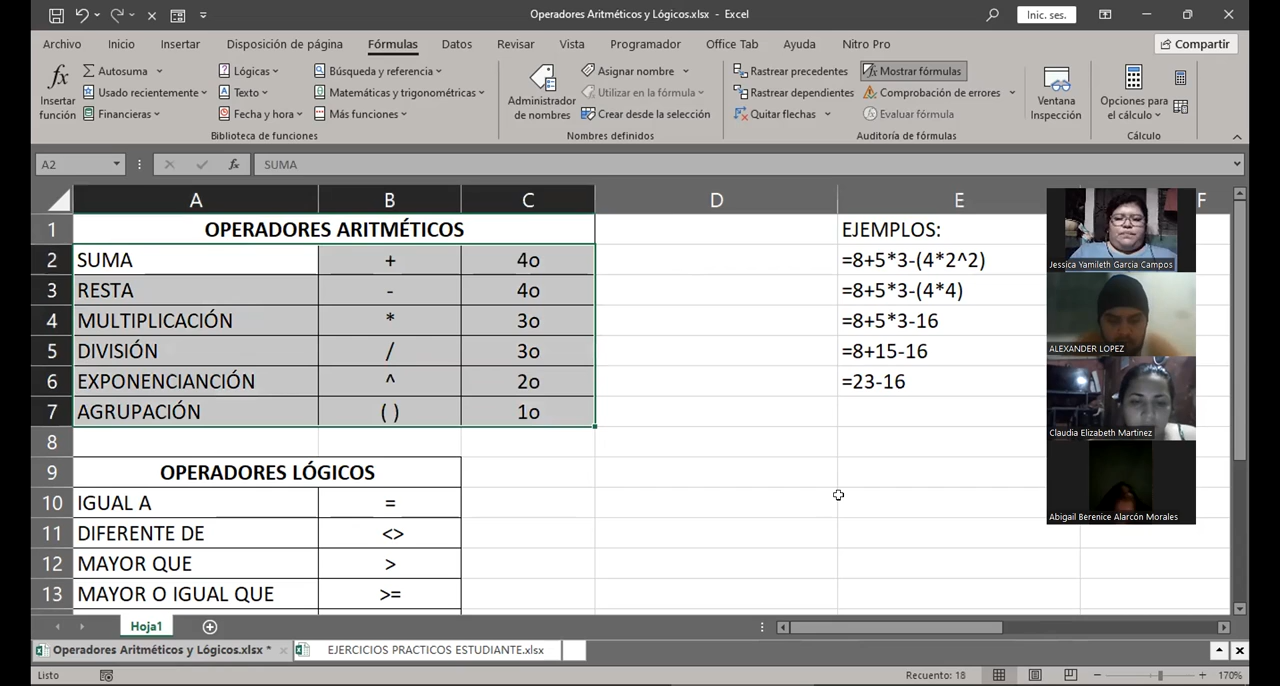 Operadores Aritméticos y Lógicos.xlsx - Excel
Inic. ses.
Archivo Inicio Insertar Disposición de página Fórmulas Datos Revisar Vista Programador Office Tab Ayuda Nitro Pro Compartir
fx Insertar función
Autosuma
Usado recientemente
Financieras
Lógicas
Texto
Fecha y hora
Búsqueda y referencia
Matemáticas y trigonométricas
Más funciones
Biblioteca de funciones
Administrador de nombres
Asignar nombre
Utilizar en la fórmula
Crear desde la selección
Nombres definidos
Rastrear precedentes
Rastrear dependientes
Quitar flechas
Mostrar fórmulas
Comprobación de errores
Evaluar fórmula
Auditoría de fórmulas
Ventana Inspección
Opciones para el cálculo
Cálculo
A2 fx SUMA
A B C D E F
1 OPERADORES ARITMÉTICOS EJEMPLOS:
2 SUMA + 4o =8+5*3-(4*2^2)
3 RESTA - 4o =8+5*3-(4*4)
4 MULTIPLICACIÓN * 3o =8+5*3-16
5 DIVISIÓN / 3o =8+15-16
6 EXPONENCIANCIÓN ^ 2o =23-16
7 AGRUPACIÓN ( ) 1o
8
9 OPERADORES LÓGICOS
10 IGUAL A =
11 DIFERENTE DE <>
12 MAYOR QUE >
13 MAYOR O IGUAL QUE >=
Jessica Yamileth Garcia Campos
ALEXANDER LOPEZ
Claudia Elizabeth Martinez
Abigail Berenice Alarcón Morales
Hoja1
Operadores Aritméticos y Lógicos.xlsx * EJERCICIOS PRACTICOS ESTUDIANTE.xlsx
Listo Recuento: 18 170%